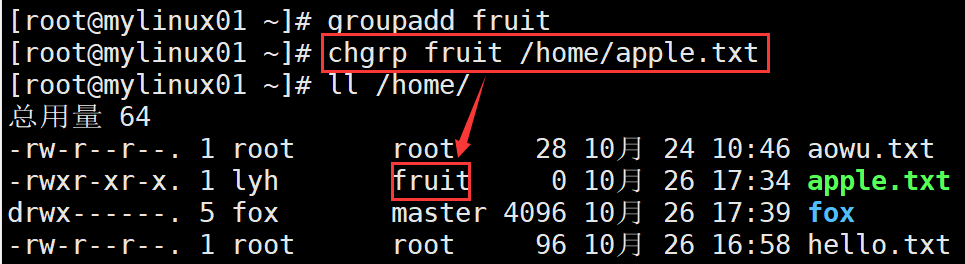 [root@mylinux01 ~]# groupadd fruit
[root@mylinux01 ~]# chgrp fruit /home/apple.txt
[root@mylinux01 ~]# ll /home/
总用量 64
-rw-r--r--. 1 root      root     28 10月 24 10:46 aowu.txt
-rwxr-xr-x. 1 lyh       fruit     0 10月 26 17:34 apple.txt
drwx------. 5 fox       master 4096 10月 26 17:39 fox
-rw-r--r--. 1 root      root     96 10月 26 16:58 hello.txt